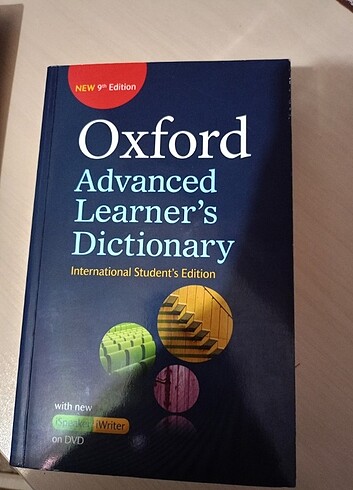 NEW 9th Edition
Oxford
Advanced
Learner's
Dictionary
International Student's Edition
with new
iSpeaker iWriter
on DVD